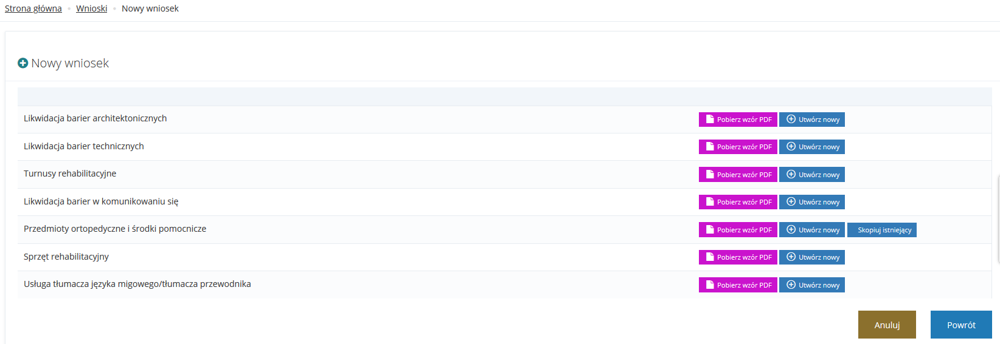 Strona główna • Wnioski • Nowy wniosek
Nowy wniosek
Likwidacja barier architektonicznych Pobierz wzór PDF Utwórz nowy
Likwidacja barier technicznych Pobierz wzór PDF Utwórz nowy
Turnusy rehabilitacyjne Pobierz wzór PDF Utwórz nowy
Likwidacja barier w komunikowaniu się Pobierz wzór PDF Utwórz nowy
Przedmioty ortopedyczne i środki pomocnicze Pobierz wzór PDF Utwórz nowy Skopiuj istniejący
Sprzęt rehabilitacyjny Pobierz wzór PDF Utwórz nowy
Usługa tłumacza języka migowego/tłumacza przewodnika Pobierz wzór PDF Utwórz nowy
Anuluj Powrót